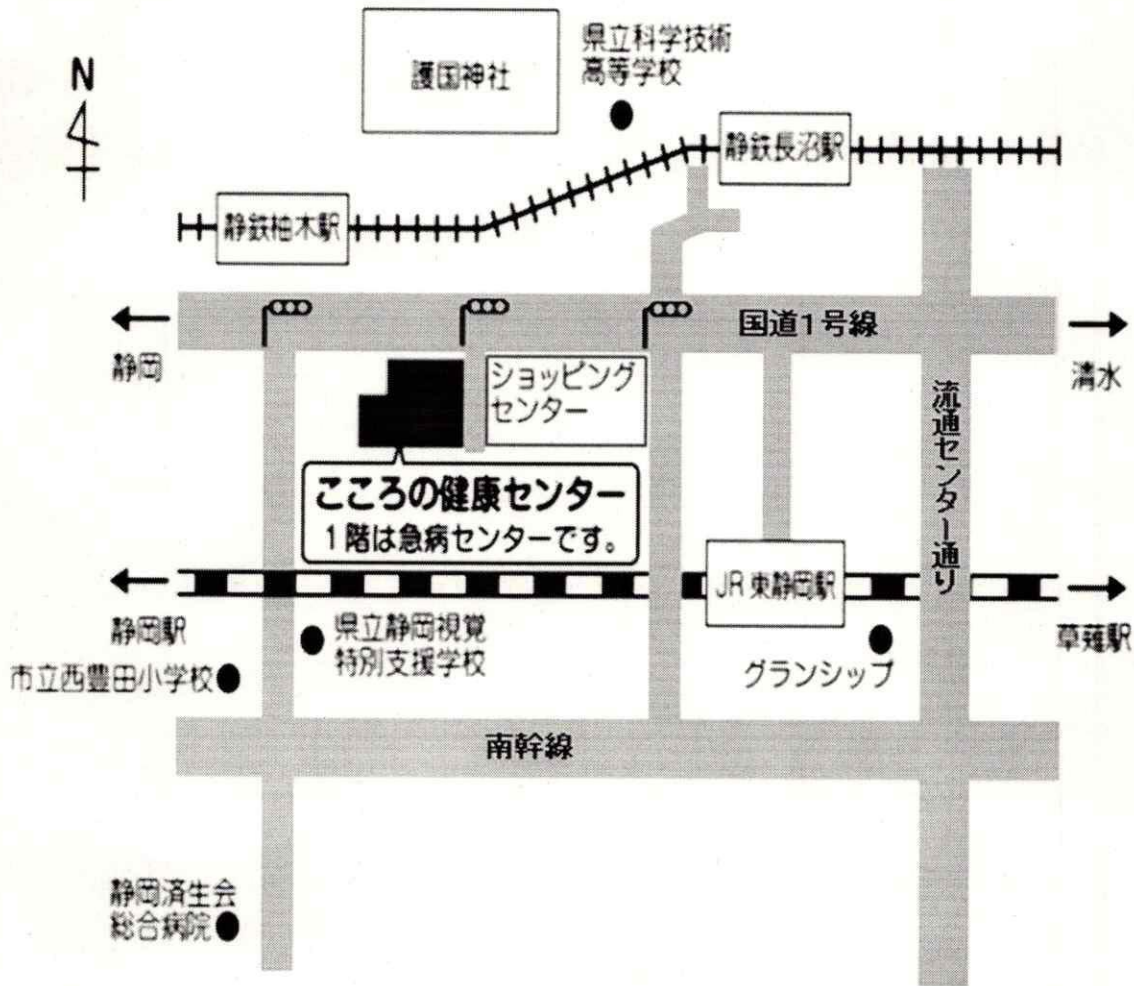 N
護国神社
県立科学技術
高等学校
静鉄長沼駅
静鉄柚木駅
国道1号線
静岡
清水
ショッピング
センター
流通センター通り
こころの健康センター
1階は急病センターです。
JR東静岡駅
静岡駅
草薙駅
県立静岡視覚
特別支援学校
市立西豊田小学校
グランシップ
南幹線
静岡済生会
総合病院